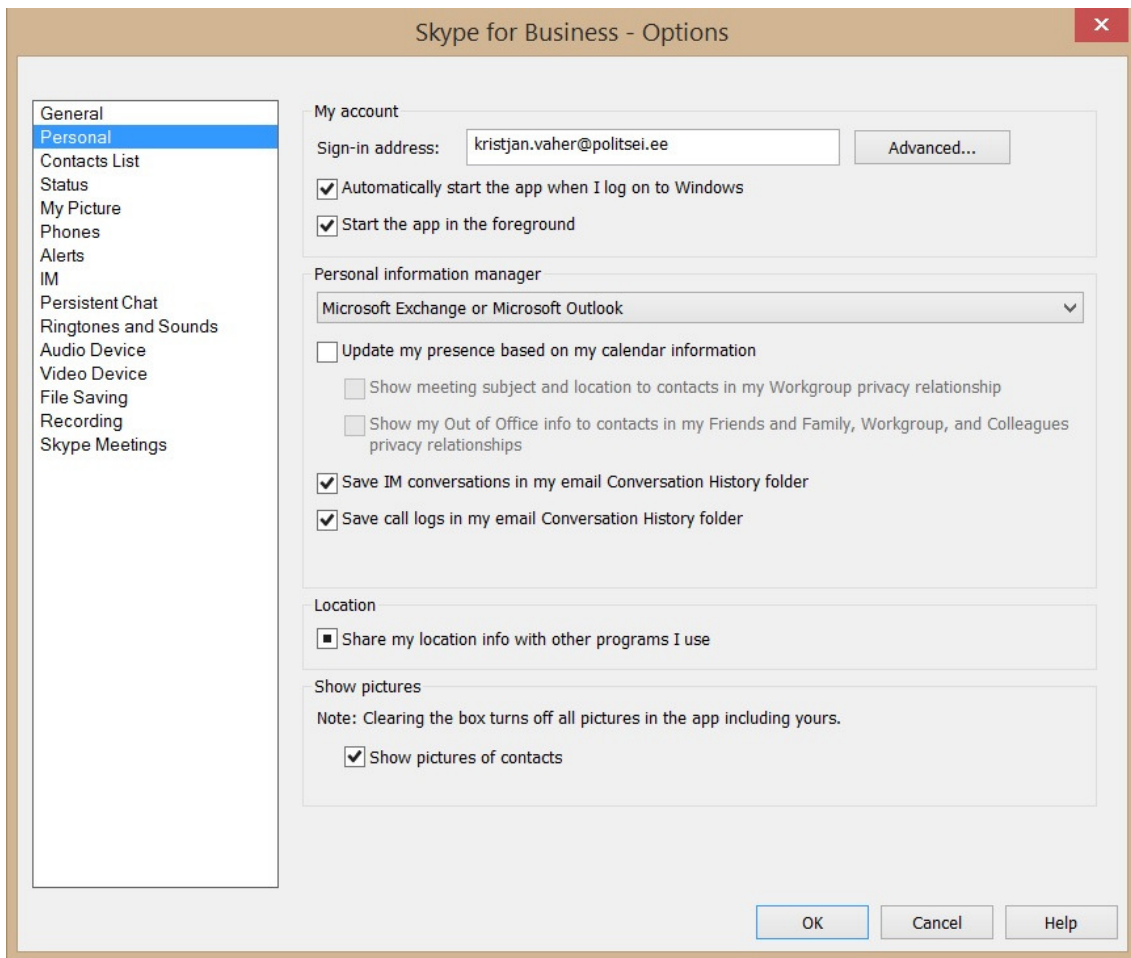 Skype for Business - Options
General
Personal
Contacts List
Status
My Picture
Phones
Alerts
IM
Persistent Chat
Ringtones and Sounds
Audio Device
Video Device
File Saving
Recording
Skype Meetings
My account
Sign-in address: kristjan.vaher@politsei.ee Advanced...
Automatically start the app when I log on to Windows
Start the app in the foreground
Personal information manager
Microsoft Exchange or Microsoft Outlook
Update my presence based on my calendar information
Show meeting subject and location to contacts in my Workgroup privacy relationship
Show my Out of Office info to contacts in my Friends and Family, Workgroup, and Colleagues
privacy relationships
Save IM conversations in my email Conversation History folder
Save call logs in my email Conversation History folder
Location
Share my location info with other programs I use
Show pictures
Note: Clearing the box turns off all pictures in the app including yours.
Show pictures of contacts
OK Cancel Help